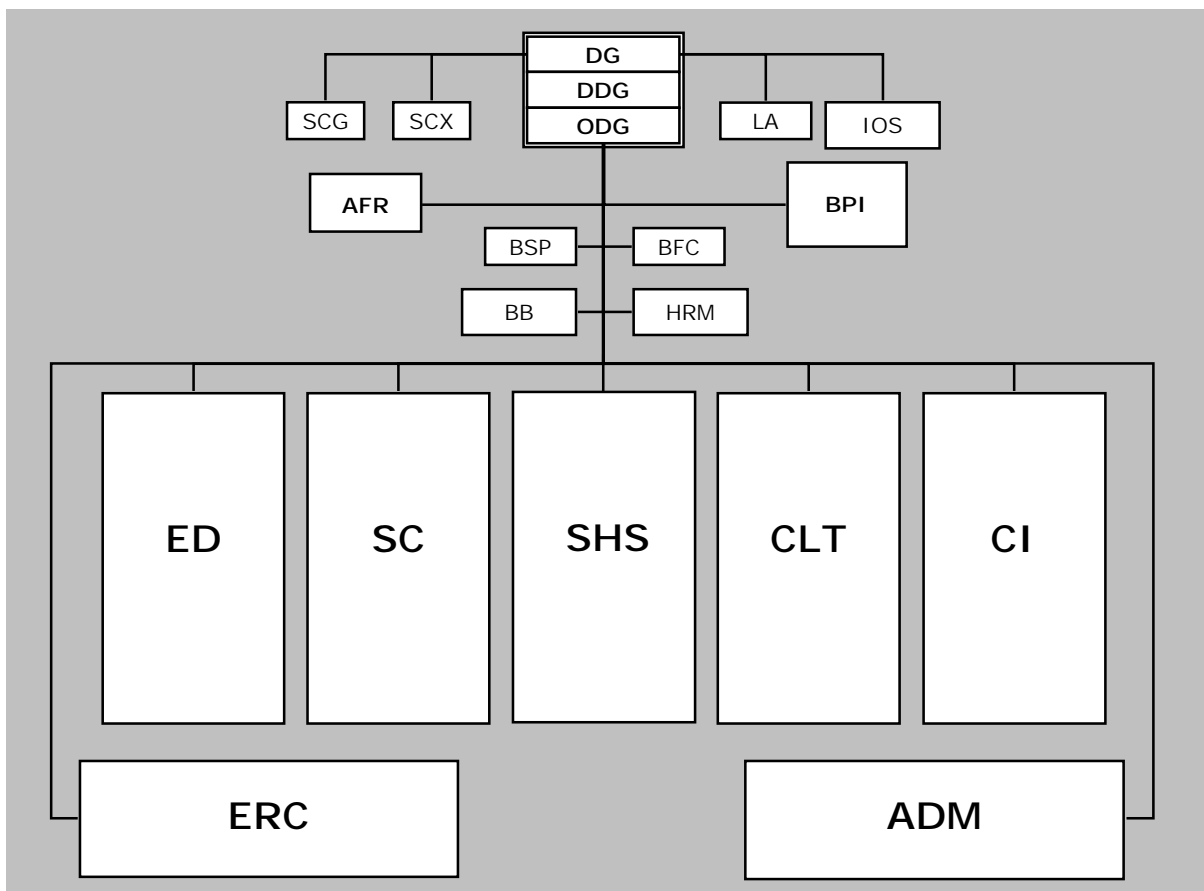 DG
DDG
ODG
SCG
SCX
LA
IOS
AFR
BPI
BSP
BFC
BB
HRM
ED
SC
SHS
CLT
CI
ERC
ADM